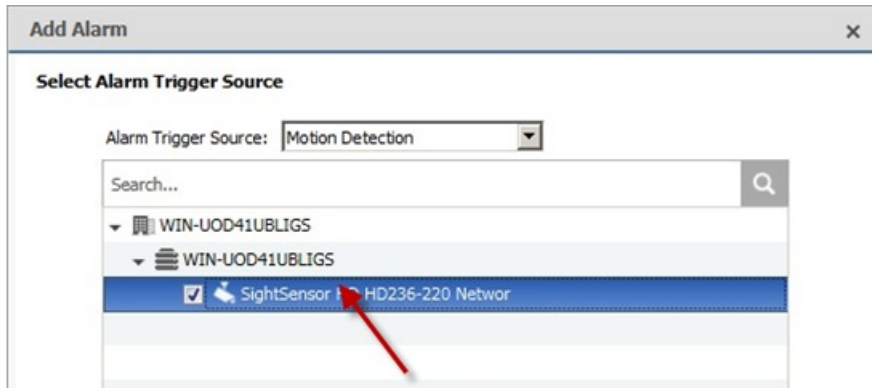 Add Alarm
Select Alarm Trigger Source
Alarm Trigger Source: Motion Detection
Search...
WIN-UOD41UBLIGS
WIN-UOD41UBLIGS
SightSensor HD HD236-220 Networ